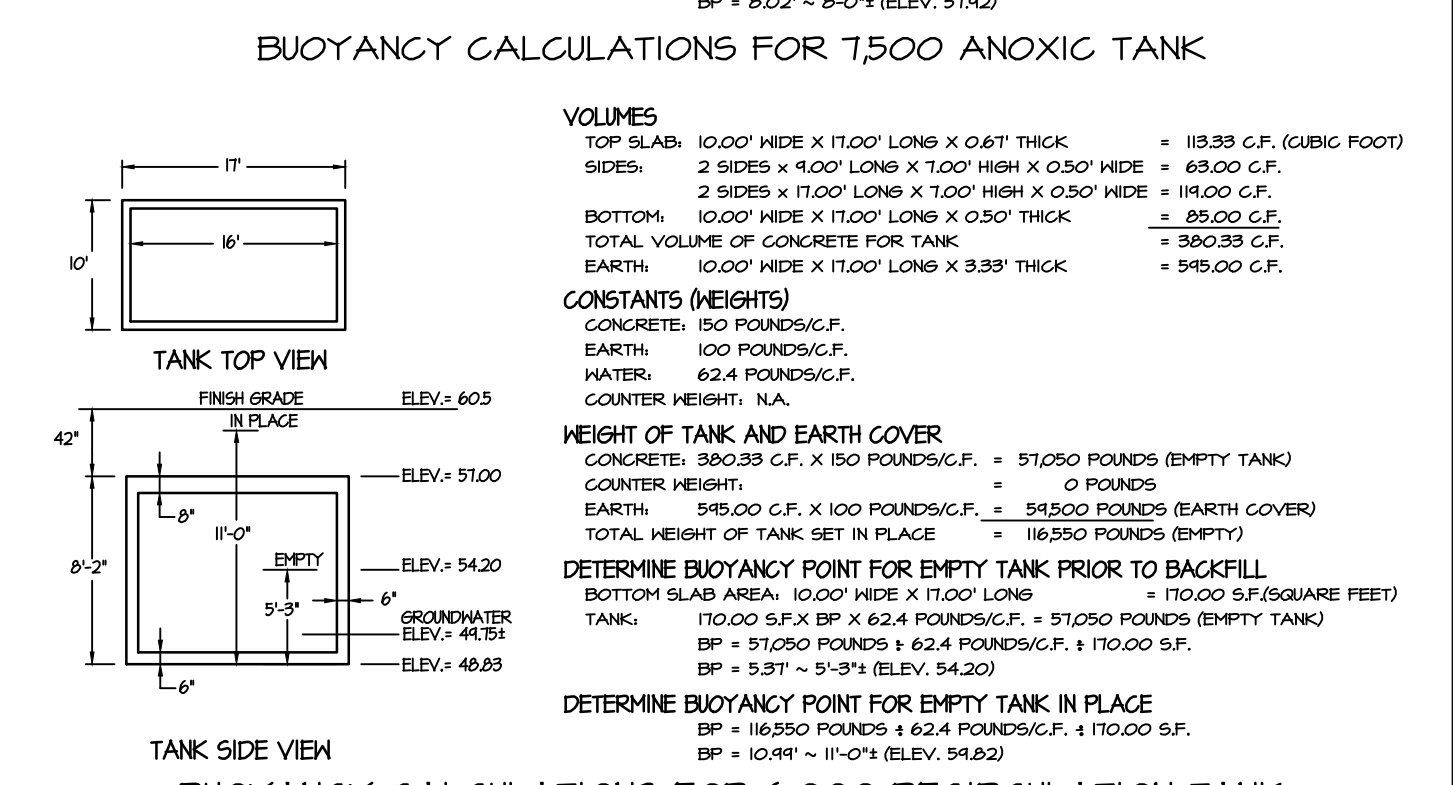 BP = 8.02' ~ 8'-0"± (ELEV. 57.92)
BUOYANCY CALCULATIONS FOR 7,500 ANOXIC TANK
17'
16'
10'
TANK TOP VIEW
FINISH GRADE
ELEV.= 60.5
IN PLACE
42"
ELEV.= 57.00
8"
11'-0"
8'-2"
EMPTY
ELEV.= 54.20
5'-3"
6"
GROUNDWATER
ELEV.= 49.75±
ELEV.= 48.83
6"
TANK SIDE VIEW
VOLUMES
TOP SLAB: 10.00' WIDE X 17.00' LONG X 0.67' THICK = 113.33 C.F. (CUBIC FOOT)
SIDES: 2 SIDES x 9.00' LONG X 7.00' HIGH X 0.50' WIDE = 63.00 C.F.
2 SIDES x 17.00' LONG X 7.00' HIGH X 0.50' WIDE = 119.00 C.F.
BOTTOM: 10.00' WIDE X 17.00' LONG X 0.50' THICK = 85.00 C.F.
TOTAL VOLUME OF CONCRETE FOR TANK = 380.33 C.F.
EARTH: 10.00' WIDE X 17.00' LONG X 3.33' THICK = 595.00 C.F.
CONSTANTS (WEIGHTS)
CONCRETE: 150 POUNDS/C.F.
EARTH: 100 POUNDS/C.F.
WATER: 62.4 POUNDS/C.F.
COUNTER WEIGHT: N.A.
WEIGHT OF TANK AND EARTH COVER
CONCRETE: 380.33 C.F. X 150 POUNDS/C.F. = 57,050 POUNDS (EMPTY TANK)
COUNTER WEIGHT: = 0 POUNDS
EARTH: 595.00 C.F. X 100 POUNDS/C.F. = 59,500 POUNDS (EARTH COVER)
TOTAL WEIGHT OF TANK SET IN PLACE = 116,550 POUNDS (EMPTY)
DETERMINE BUOYANCY POINT FOR EMPTY TANK PRIOR TO BACKFILL
BOTTOM SLAB AREA: 10.00' WIDE X 17.00' LONG = 170.00 S.F.(SQUARE FEET)
TANK: 170.00 S.F.X BP X 62.4 POUNDS/C.F. = 57,050 POUNDS (EMPTY TANK)
BP = 57,050 POUNDS ÷ 62.4 POUNDS/C.F. ÷ 170.00 S.F.
BP = 5.37' ~ 5'-3"± (ELEV. 54.20)
DETERMINE BUOYANCY POINT FOR EMPTY TANK IN PLACE
BP = 116,550 POUNDS ÷ 62.4 POUNDS/C.F. ÷ 170.00 S.F.
BP = 10.99' ~ 11'-0"± (ELEV. 59.82)
BUOYANCY CALCULATIONS FOR RECIRCULATION TANK